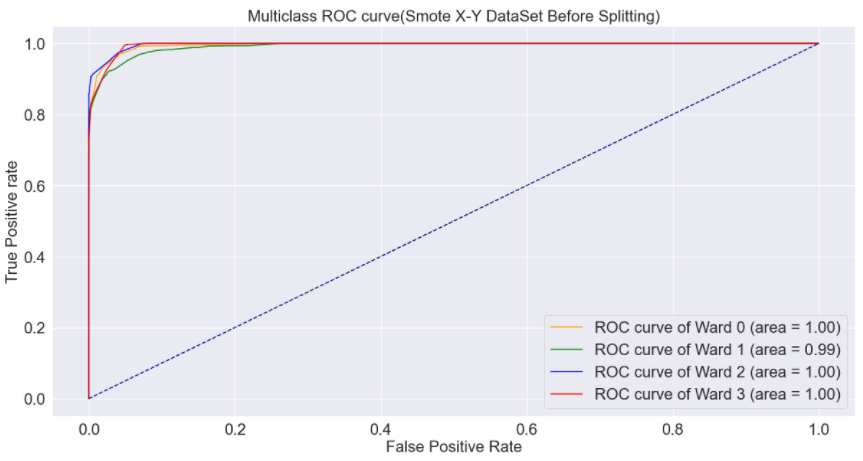 Multiclass ROC curve(Smote X-Y DataSet Before Splitting)
1.0
0.8
0.6
0.4
0.2
0.0
True Positive rate
ROC curve of Ward 0 (area = 1.00)
ROC curve of Ward 1 (area = 0.99)
ROC curve of Ward 2 (area = 1.00)
ROC curve of Ward 3 (area = 1.00)
0.0 0.2 0.4 0.6 0.8 1.0
False Positive Rate